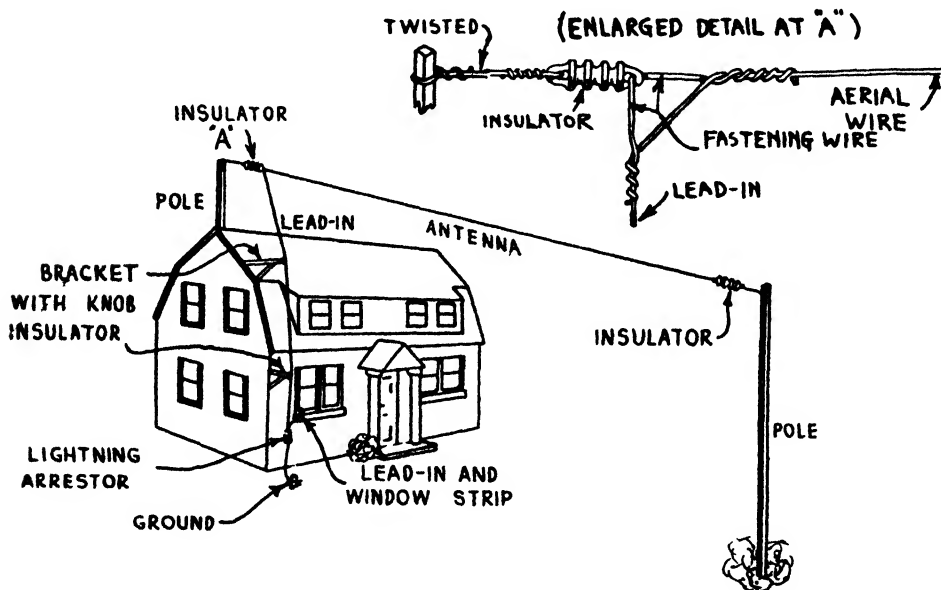 TWISTED
(ENLARGED DETAIL AT "A")
INSULATOR
AERIAL
WIRE
FASTENING WIRE
LEAD-IN
INSULATOR
"A"
POLE
LEAD-IN
ANTENNA
BRACKET
WITH KNOB
INSULATOR
INSULATOR
POLE
LIGHTNING
ARRESTOR
LEAD-IN AND
WINDOW STRIP
GROUND